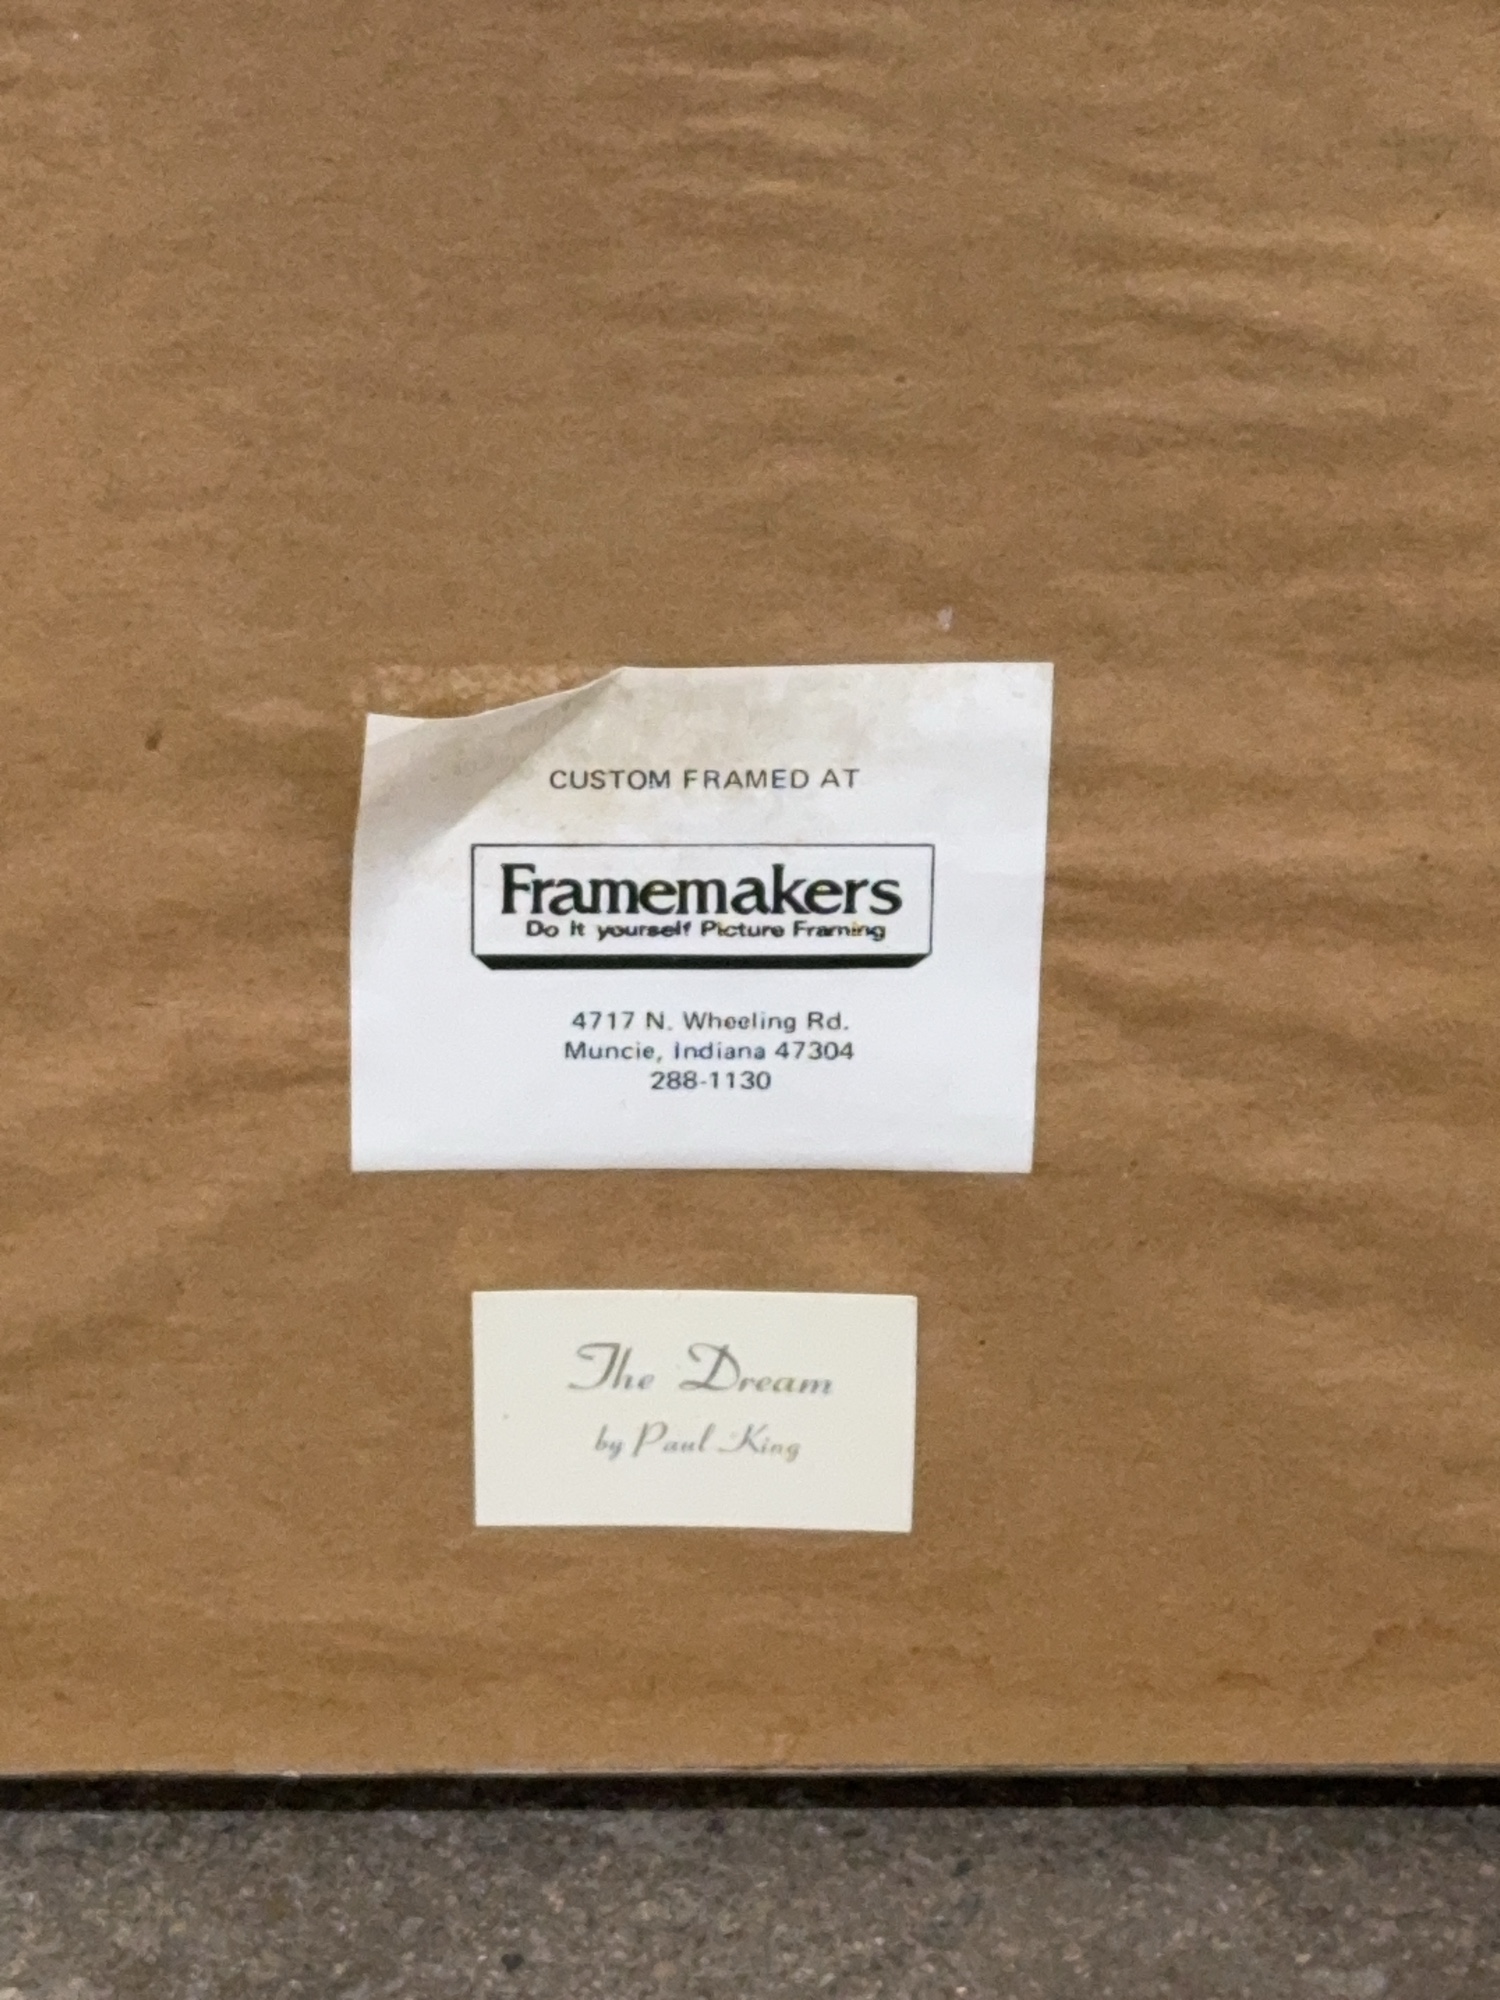 CUSTOM FRAMED AT
Framemakers
Do It yourself Picture Framing
4717 N. Wheeling Rd.
Muncie, Indiana 47304
288-1130
The Dream
by Paul King